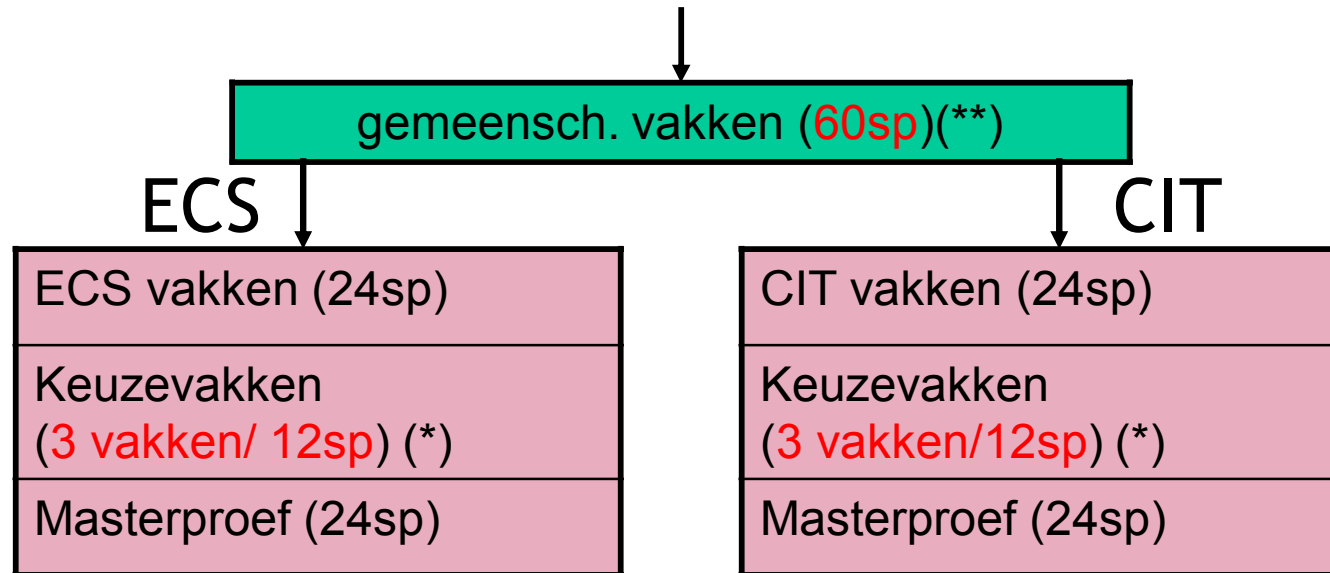 gemeensch. vakken (60sp)(**)
ECS
CIT
ECS vakken (24sp)
Keuzevakken
(3 vakken/ 12sp) (*)
Masterproef (24sp)
CIT vakken (24sp)
Keuzevakken
(3 vakken/12sp) (*)
Masterproef (24sp)